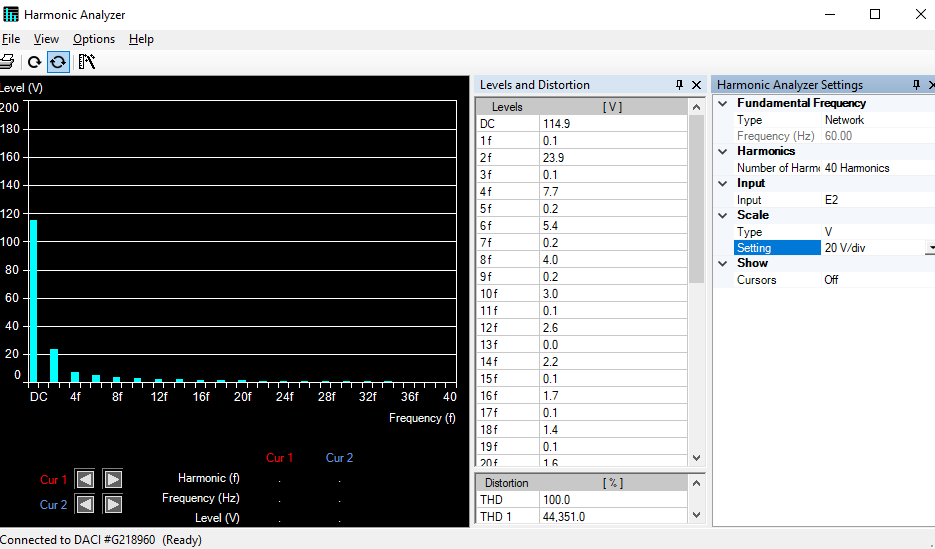 Harmonic Analyzer
File View Options Help
Level (V)
200
180
160
140
120
100
80
60
40
20
0
DC 4f 8f 12f 16f 20f 24f 28f 32f 36f 40
Frequency (f)
Cur 1 Cur 2
Cur 1 Harmonic (f) . .
Frequency (Hz) . .
Cur 2
Level (V) . .
Levels and Distortion
Levels [ V ]
DC 114.9
1f 0.1
2f 23.9
3f 0.1
4f 7.7
5f 0.2
6f 5.4
7f 0.2
8f 4.0
9f 0.2
10f 3.0
11f 0.1
12f 2.6
13f 0.0
14f 2.2
15f 0.1
16f 1.7
17f 0.1
18f 1.4
19f 0.1
20f 1.6
Distortion [ % ]
THD 100.0
THD 1 44,351.0
Harmonic Analyzer Settings
Fundamental Frequency
Type Network
Frequency (Hz) 60.00
Harmonics
Number of Harmo 40 Harmonics
Input
Input E2
Scale
Type V
Setting 20 V/div
Show
Cursors Off
Connected to DACI #G218960 (Ready)